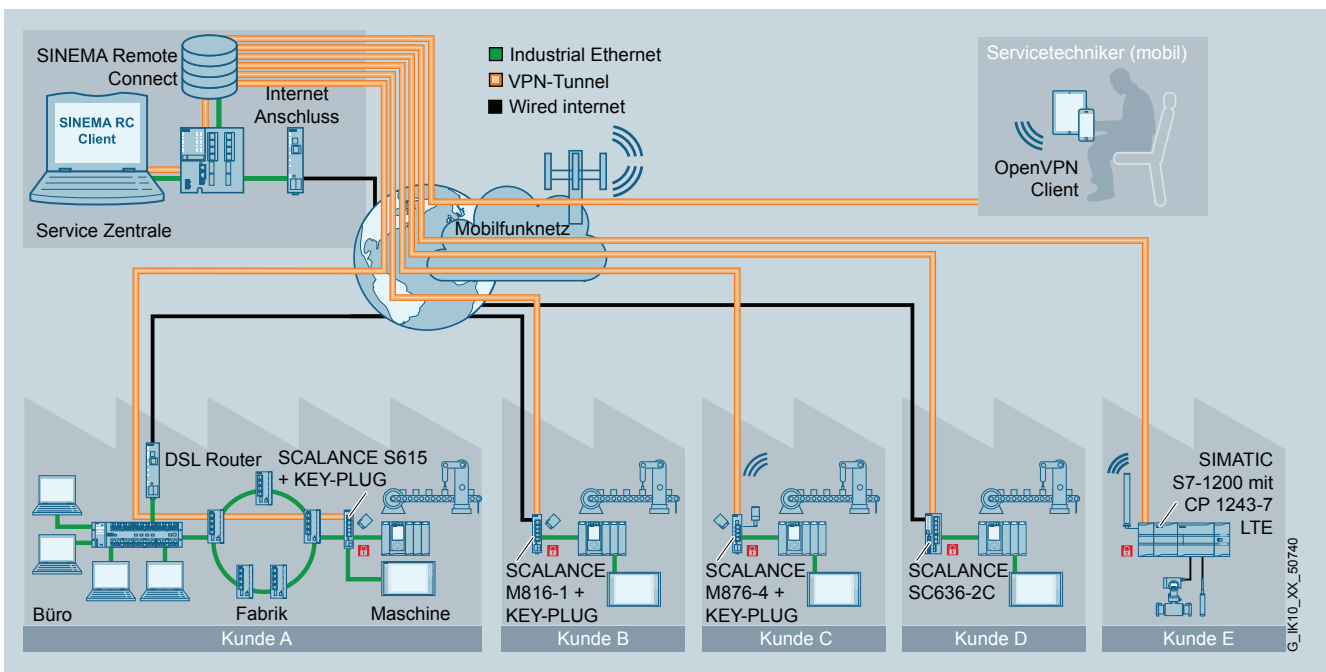 SINEMA Remote
Connect
Internet
Anschluss
SINEMA RC
Client
Service Zentrale
Industrial Ethernet
VPN-Tunnel
Wired internet
Servicetechniker (mobil)
OpenVPN
Client
Mobilfunknetz
DSL Router
SCALANCE S615
+ KEY-PLUG
Büro
Fabrik
Maschine
Kunde A
SCALANCE
M816-1 +
KEY-PLUG
Kunde B
SCALANCE
M876-4 +
KEY-PLUG
Kunde C
SCALANCE
SC636-2C
Kunde D
SIMATIC
S7-1200 mit
CP 1243-7
LTE
Kunde E
G_IK10_XX_50740